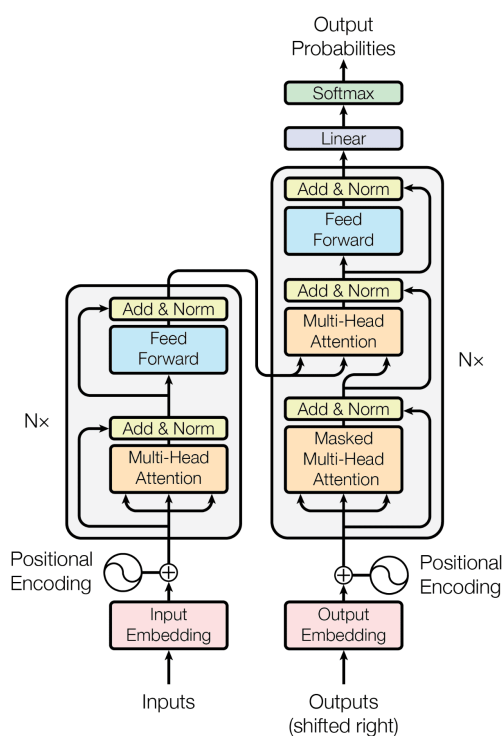 Output
Probabilities
Softmax
Linear
Add & Norm
Feed
Forward
Add & Norm
Multi-Head
Attention
Add & Norm
Masked
Multi-Head
Attention
N×
Add & Norm
Feed
Forward
Add & Norm
Multi-Head
Attention
N×
Positional
Encoding
Positional
Encoding
Input
Embedding
Output
Embedding
Inputs
Outputs
(shifted right)